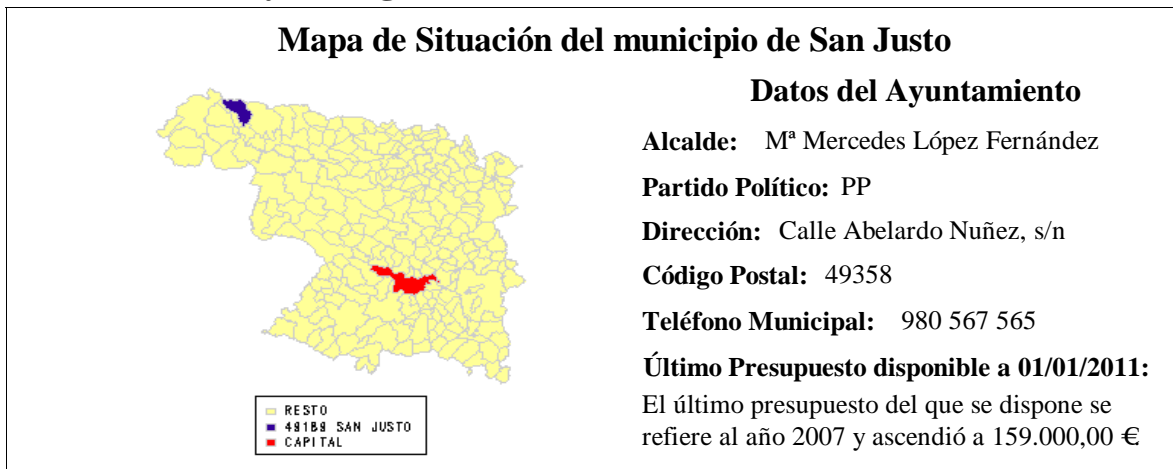 Mapa de Situación del municipio de San Justo
Datos del Ayuntamiento
Alcalde: Mª Mercedes López Fernández
Partido Político: PP
Dirección: Calle Abelardo Nuñez, s/n
Código Postal: 49358
Teléfono Municipal: 980 567 565
Último Presupuesto disponible a 01/01/2011:
El último presupuesto del que se dispone se
refiere al año 2007 y ascendió a 159.000,00 €
RESTO
49189 SAN JUSTO
CAPITAL